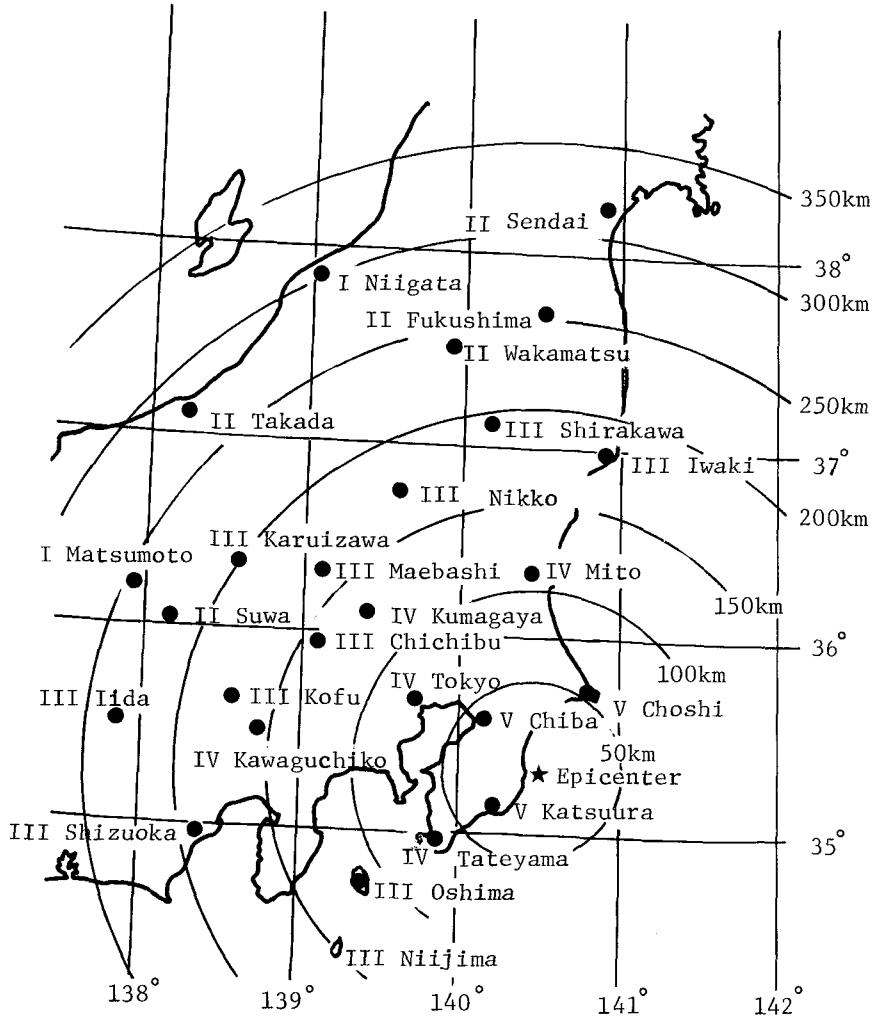 350km
II Sendai
38°
I Niigata
300km
II Fukushima
II Wakamatsu
250km
II Takada
III Shirakawa
37°
III Iwaki
III Nikko
200km
III Karuizawa
I Matsumoto
III Maebashi
IV Mito
150km
II Suwa
IV Kumagaya
III Chichibu
36°
100km
IV Tokyo
III Iida
III Kofu
V Choshi
V Chiba
50km
IV Kawaguchiko
Epicenter
V Katsuura
III Shizuoka
35°
IV Tateyama
III Oshima
III Niijima
138°
139°
140°
141°
142°